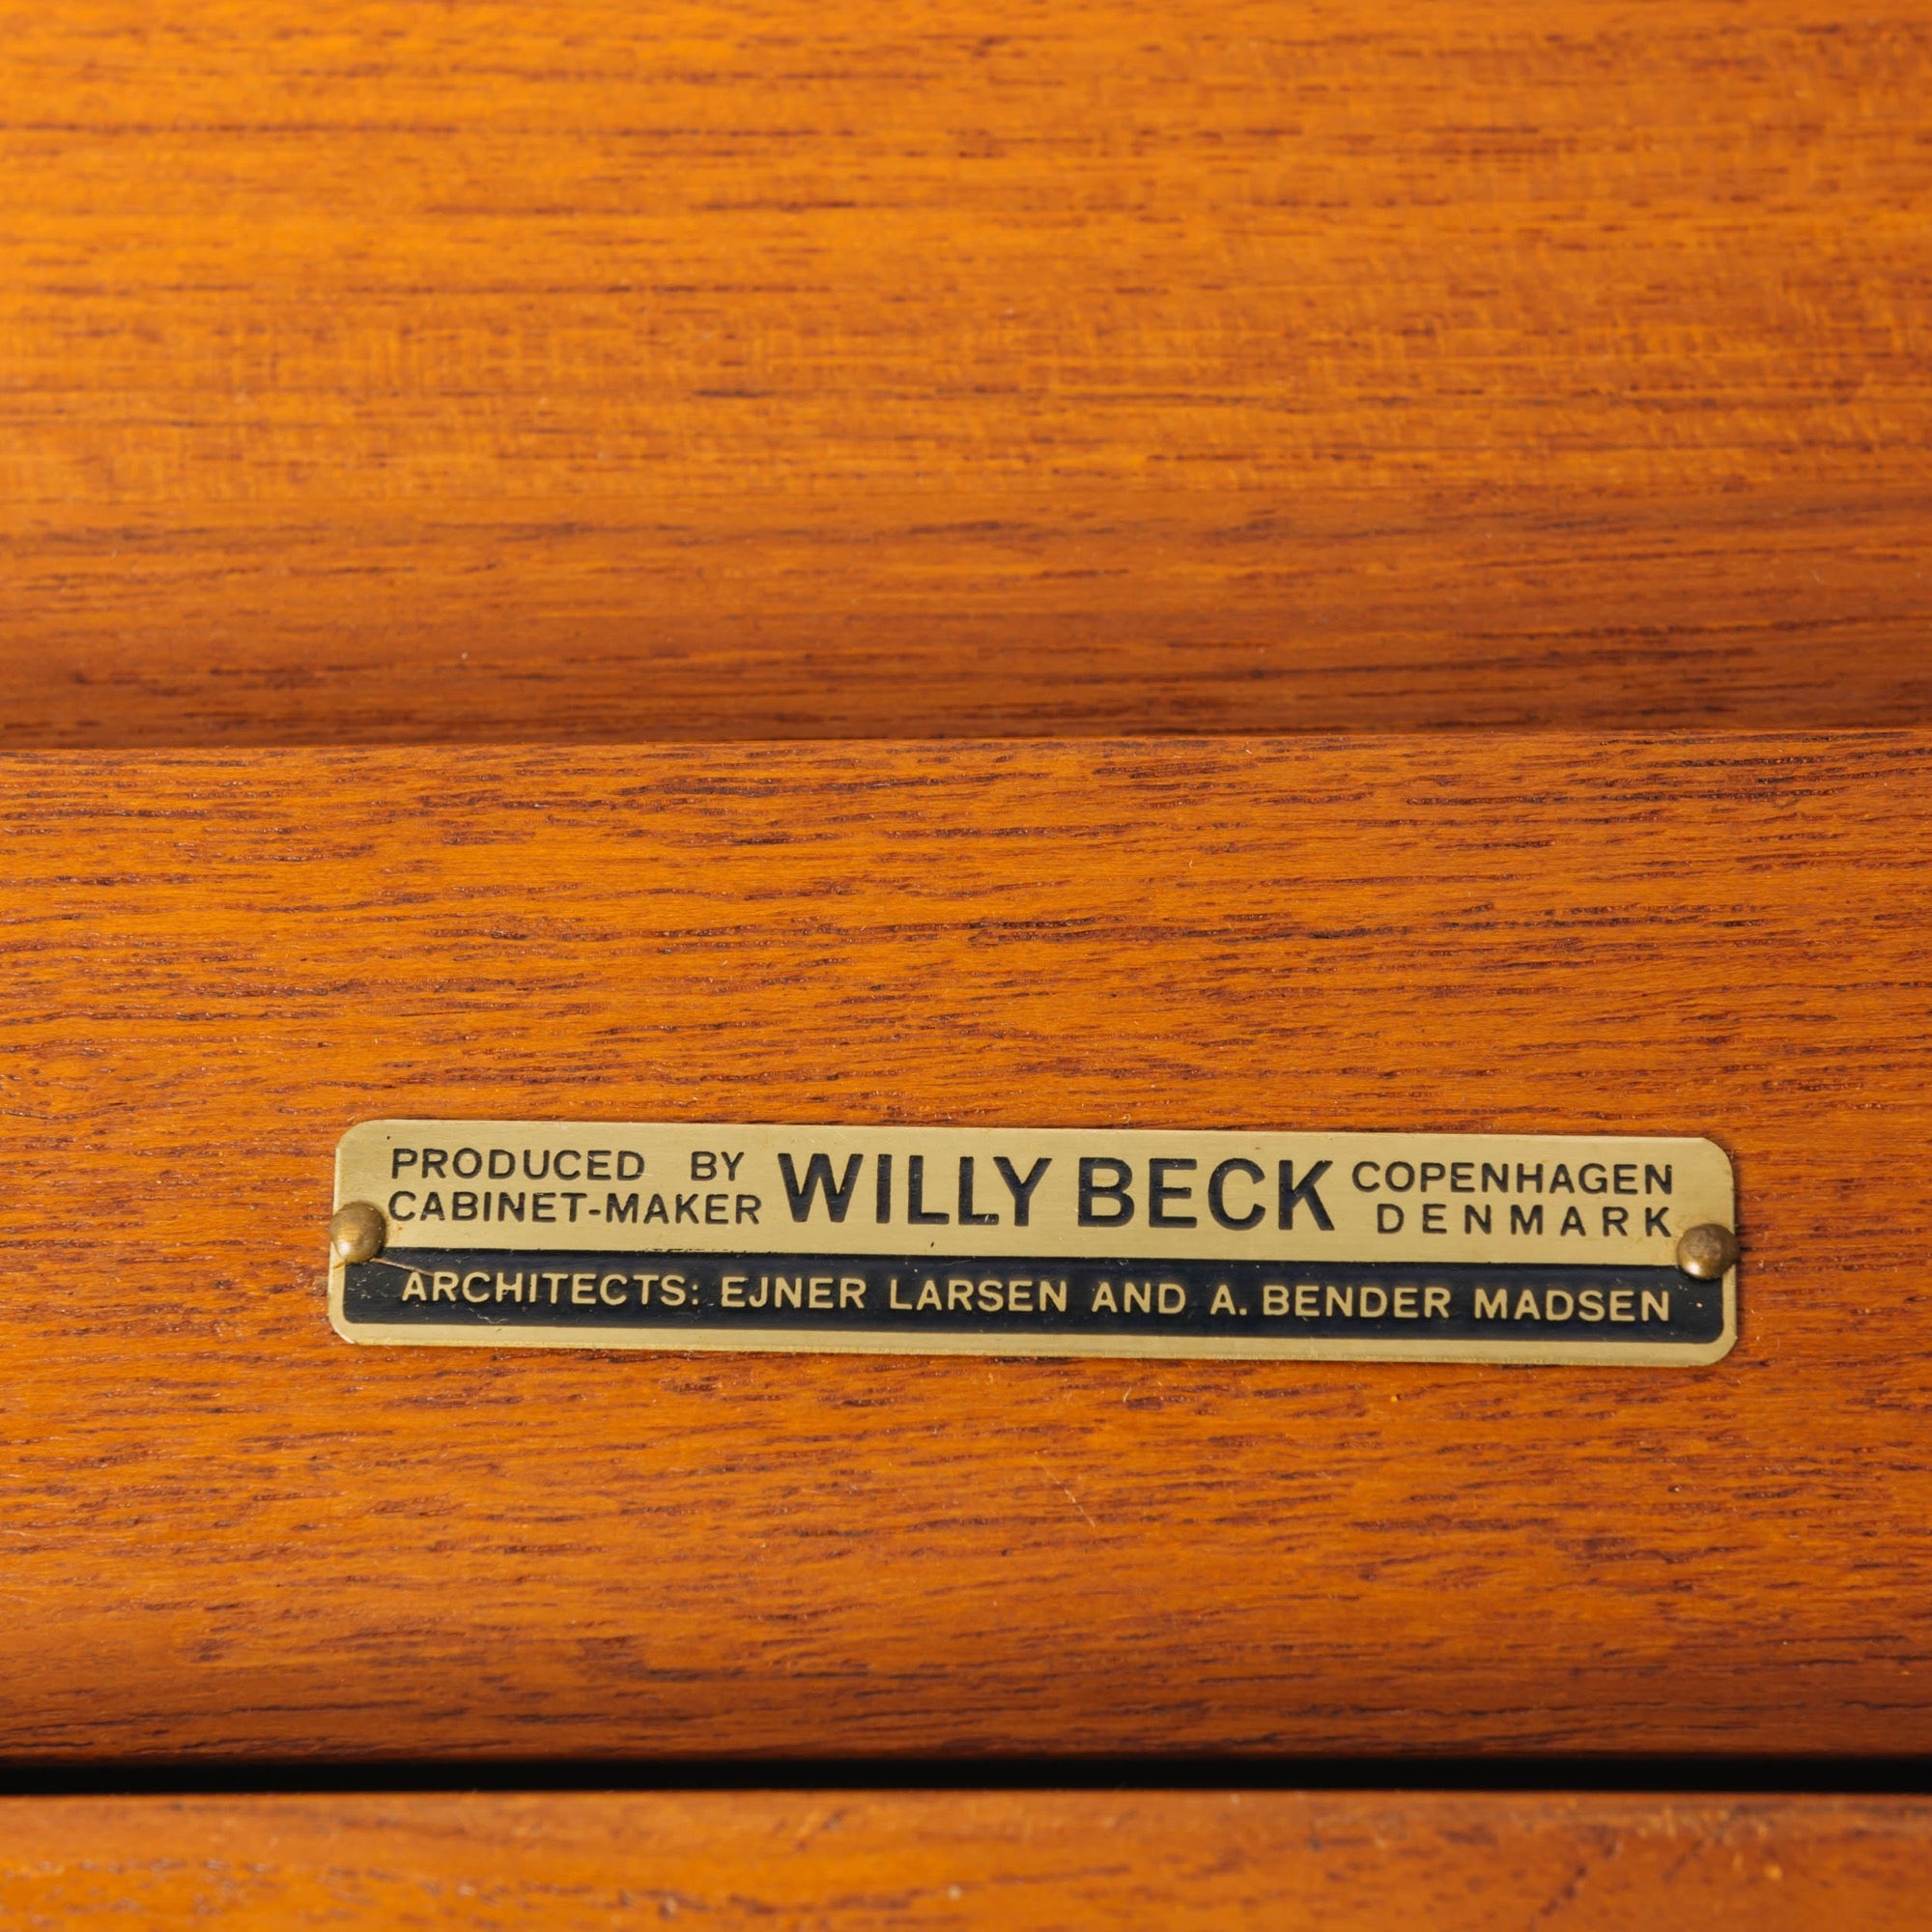 PRODUCED BY
CABINET-MAKER
WILLY BECK
COPENHAGEN
DENMARK
ARCHITECTS: EJNER LARSEN AND A. BENDER MADSEN